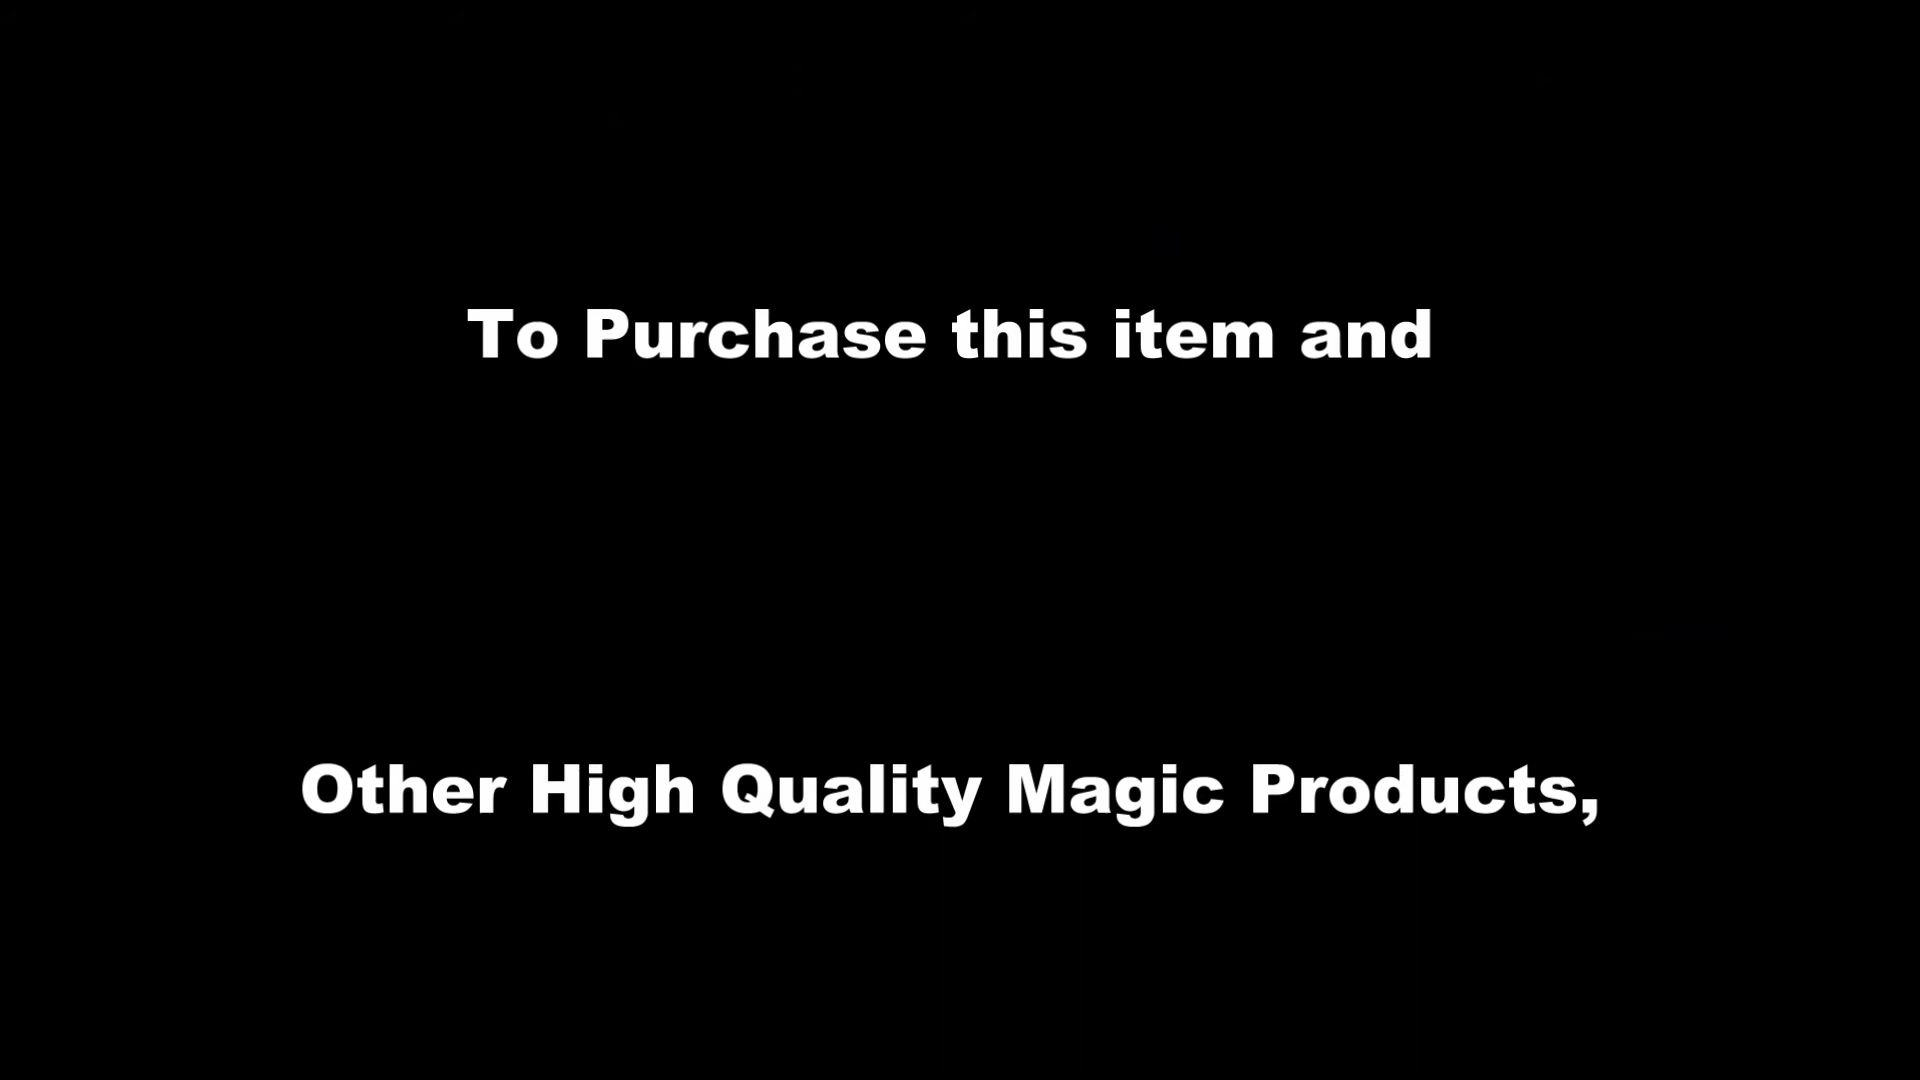 To Purchase this item and
Other High Quality Magic Products,